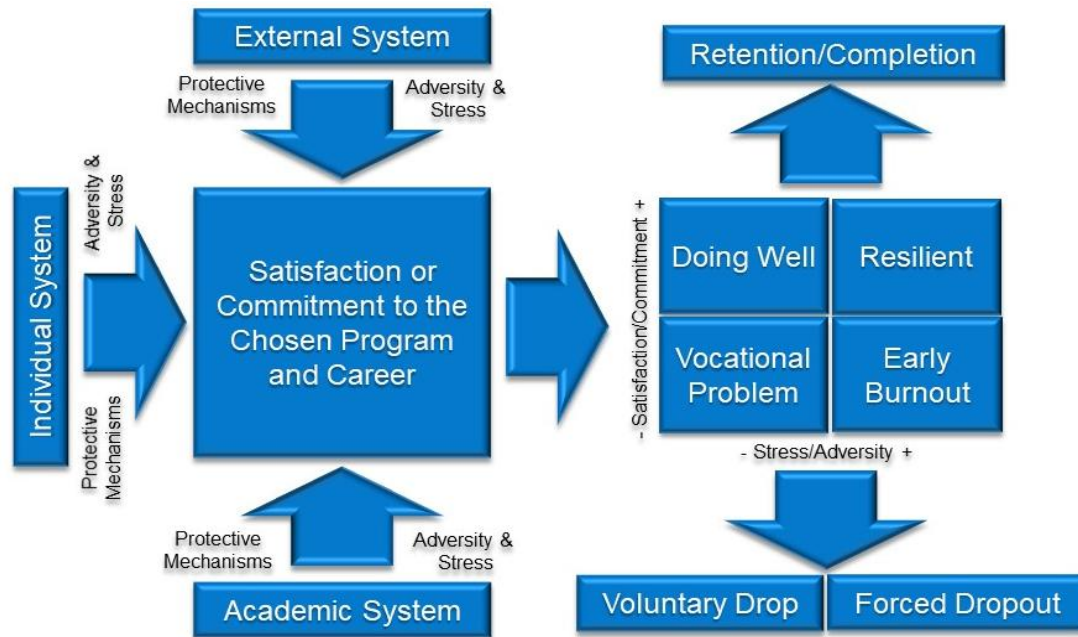 External System
Protective
Mechanisms
Adversity &
Stress
Individual System
Adversity &
Stress
Protective
Mechanisms
Satisfaction or
Commitment to the
Chosen Program
and Career
Protective
Mechanisms
Adversity &
Stress
Academic System
Retention/Completion
- Satisfaction/Commitment +
Doing Well
Resilient
Vocational
Problem
Early
Burnout
- Stress/Adversity +
Voluntary Drop
Forced Dropout